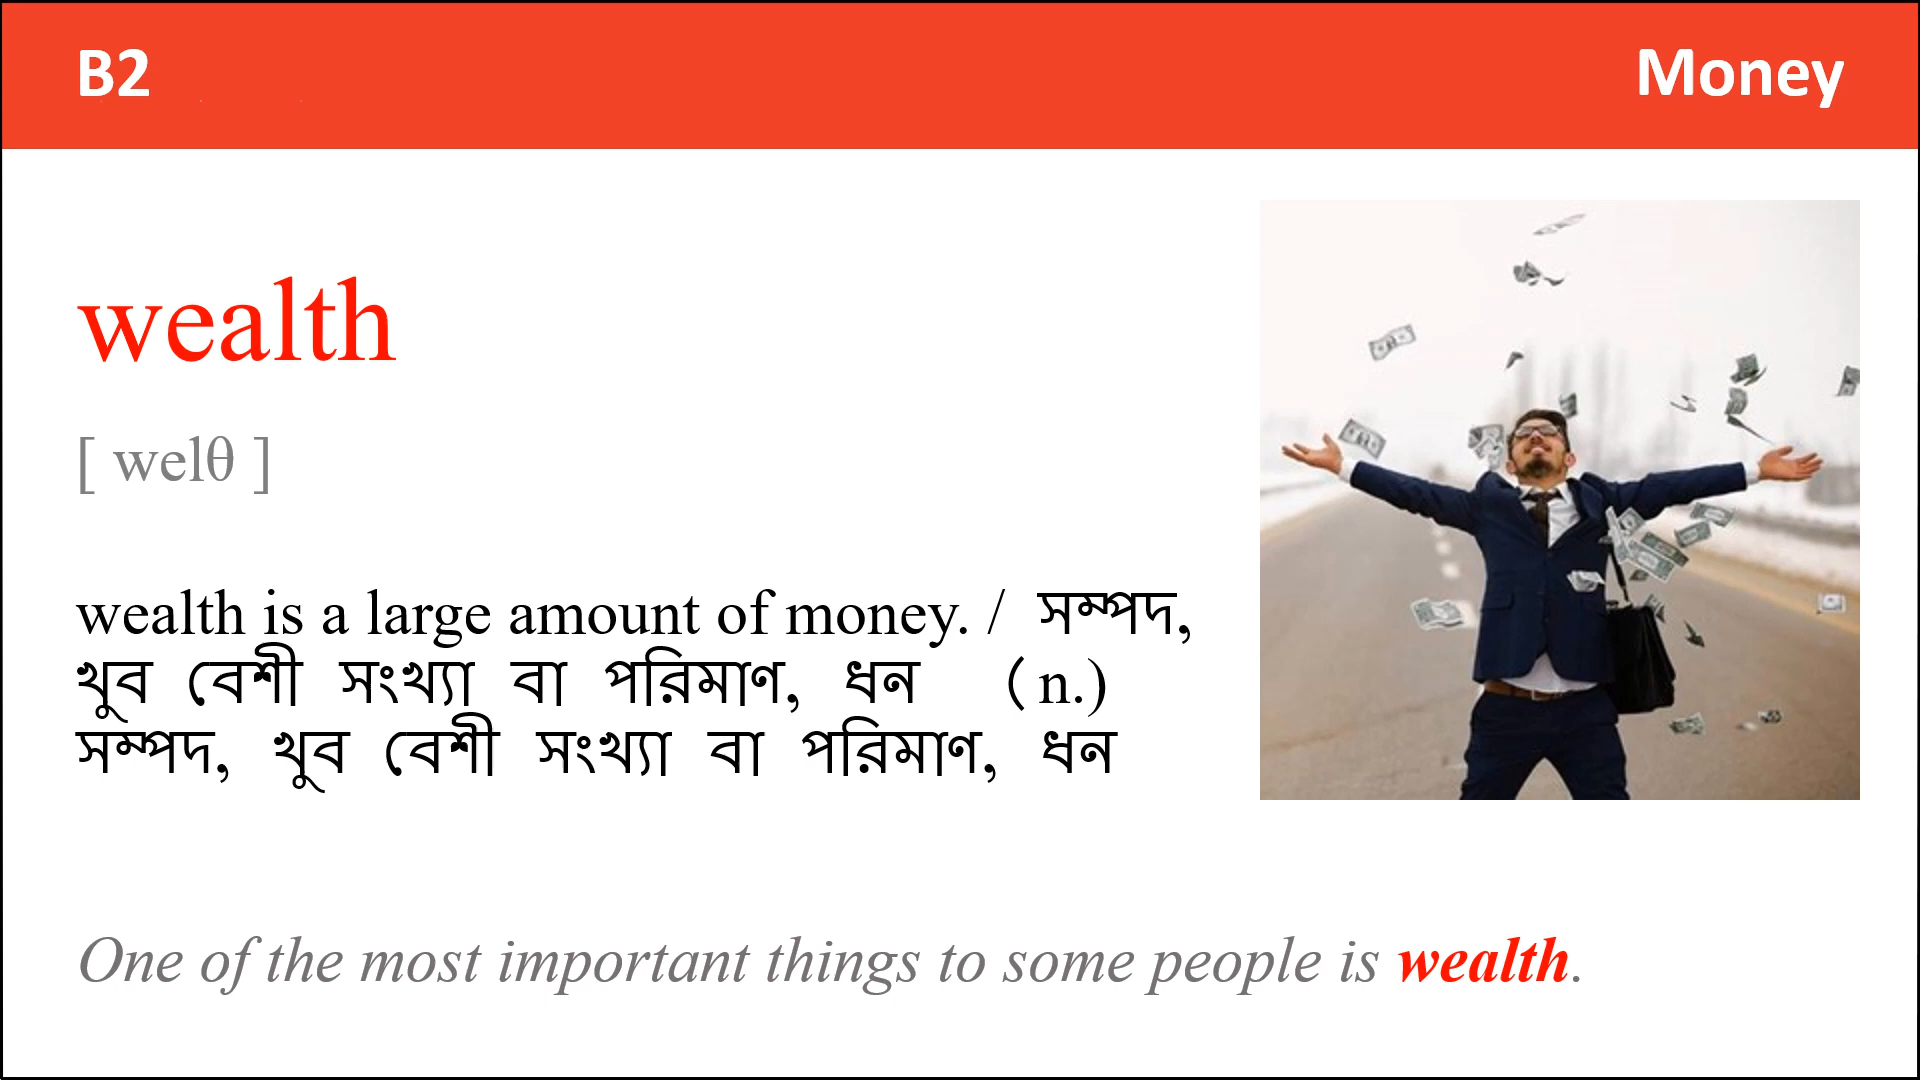 B2
Money
wealth
[ welθ ]
wealth is a large amount of money. / সম্পদ,
খুব বেশী সংখ্যা বা পরিমাণ, ধন (n.)
সম্পদ, খুব বেশী সংখ্যা বা পরিমাণ, ধন
One of the most important things to some people is wealth.